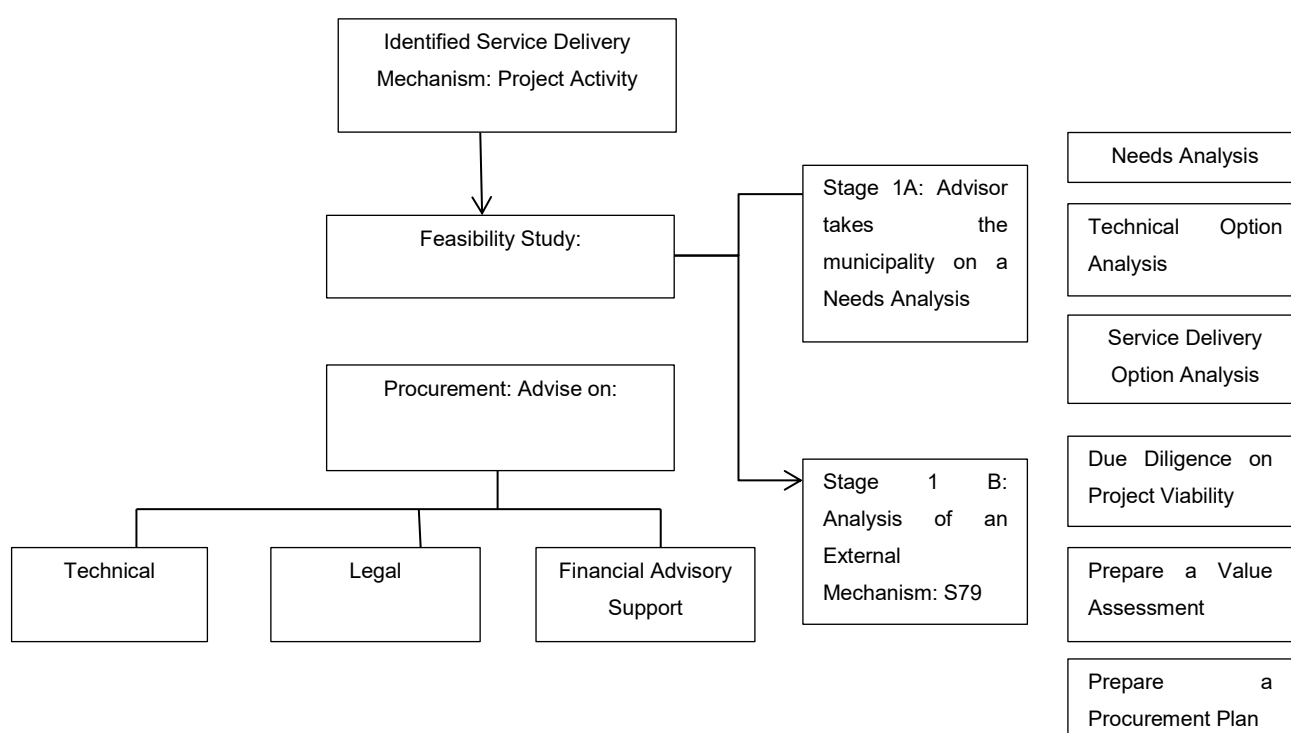 Identified Service Delivery
Mechanism: Project Activity
Feasibility Study:
Procurement: Advise on:
Technical
Legal
Financial Advisory
Support
Stage 1A: Advisor
takes the
municipality on a
Needs Analysis
Stage 1 B:
Analysis of an
External
Mechanism: S79
Needs Analysis
Technical Option
Analysis
Service Delivery
Option Analysis
Due Diligence on
Project Viability
Prepare a Value
Assessment
Prepare a
Procurement Plan